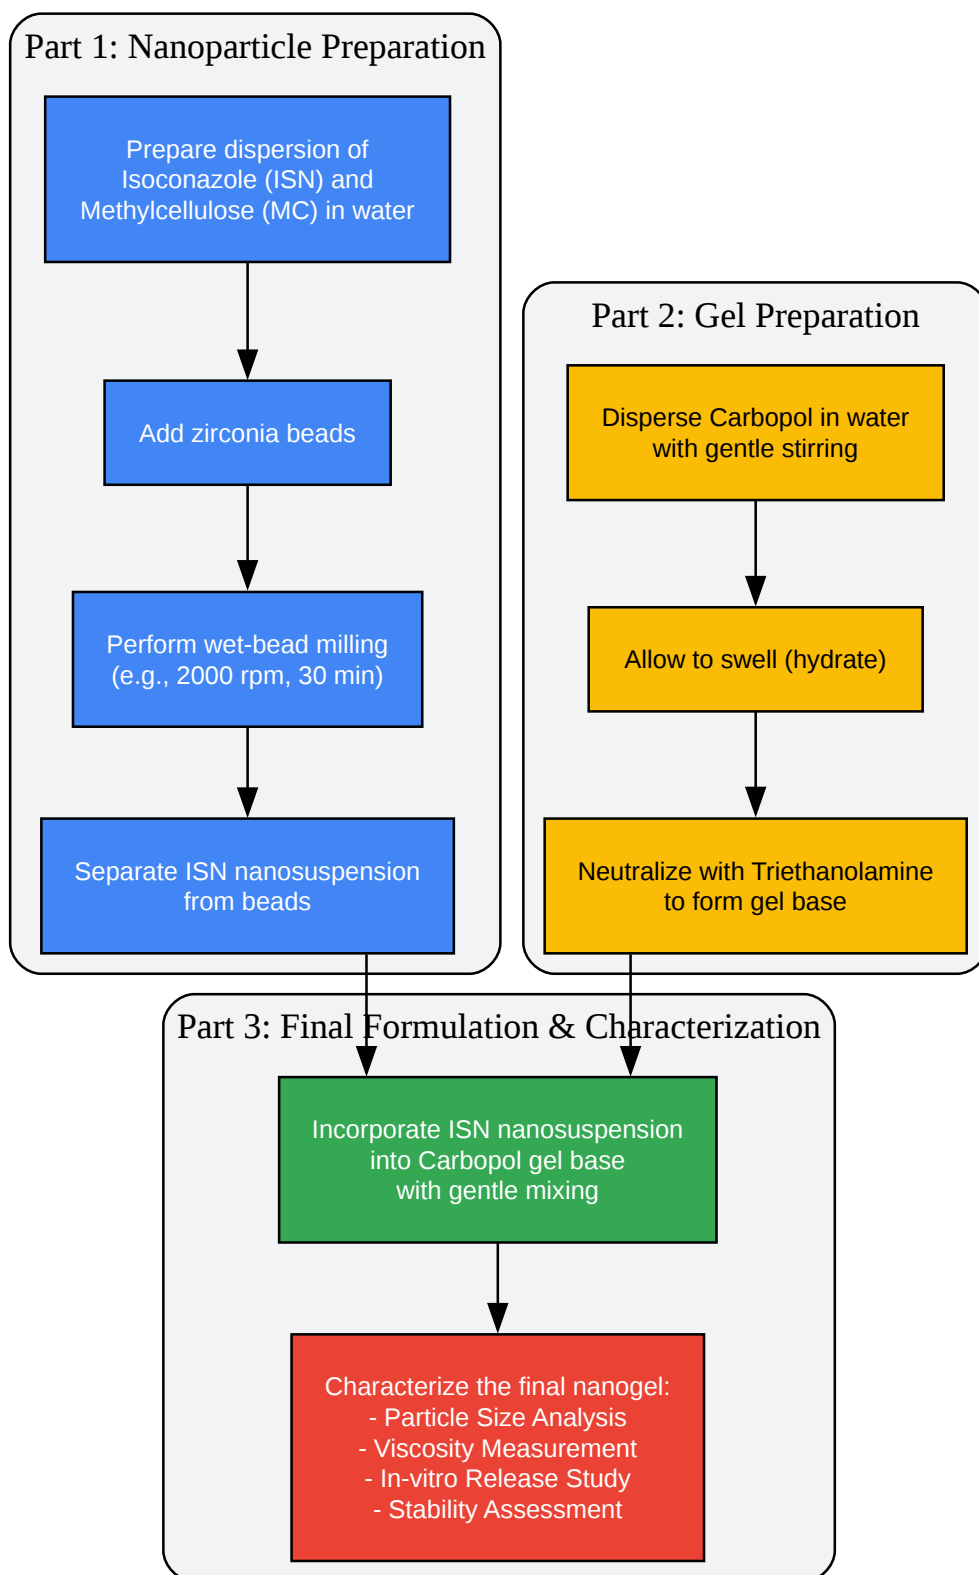 Part 1: Nanoparticle Preparation
Prepare dispersion of
Isoconazole (ISN) and
Methylcellulose (MC) in water
Add zirconia beads
Perform wet-bead milling
(e.g., 2000 rpm, 30 min)
Separate ISN nanosuspension
from beads
Part 2: Gel Preparation
Disperse Carbopol in water
with gentle stirring
Allow to swell (hydrate)
Neutralize with Triethanolamine
to form gel base
Part 3: Final Formulation & Characterization
Incorporate ISN nanosuspension
into Carbopol gel base
with gentle mixing
Characterize the final nanogel:
- Particle Size Analysis
- Viscosity Measurement
- In-vitro Release Study
- Stability Assessment